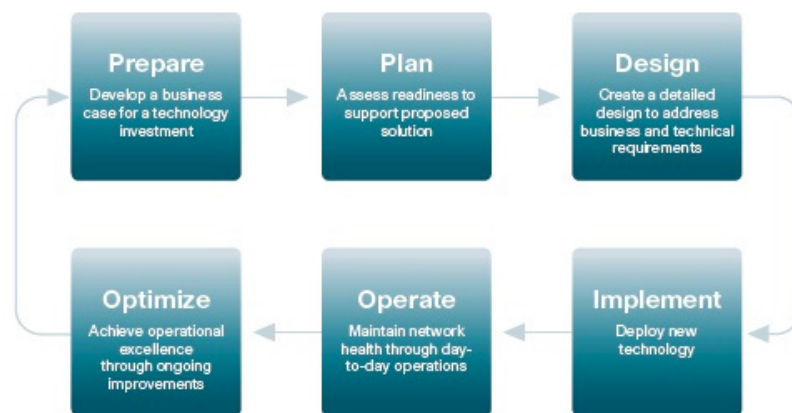 Prepare
Develop a business
case for a technology
investment
Plan
Assess readiness to
support proposed
solution
Design
Create a detailed
design to address
business and technical
requirements
Optimize
Achieve operational
excellence
through ongoing
improvements
Operate
Maintain network
health through day-
to-day operations
Implement
Deploy new
technology